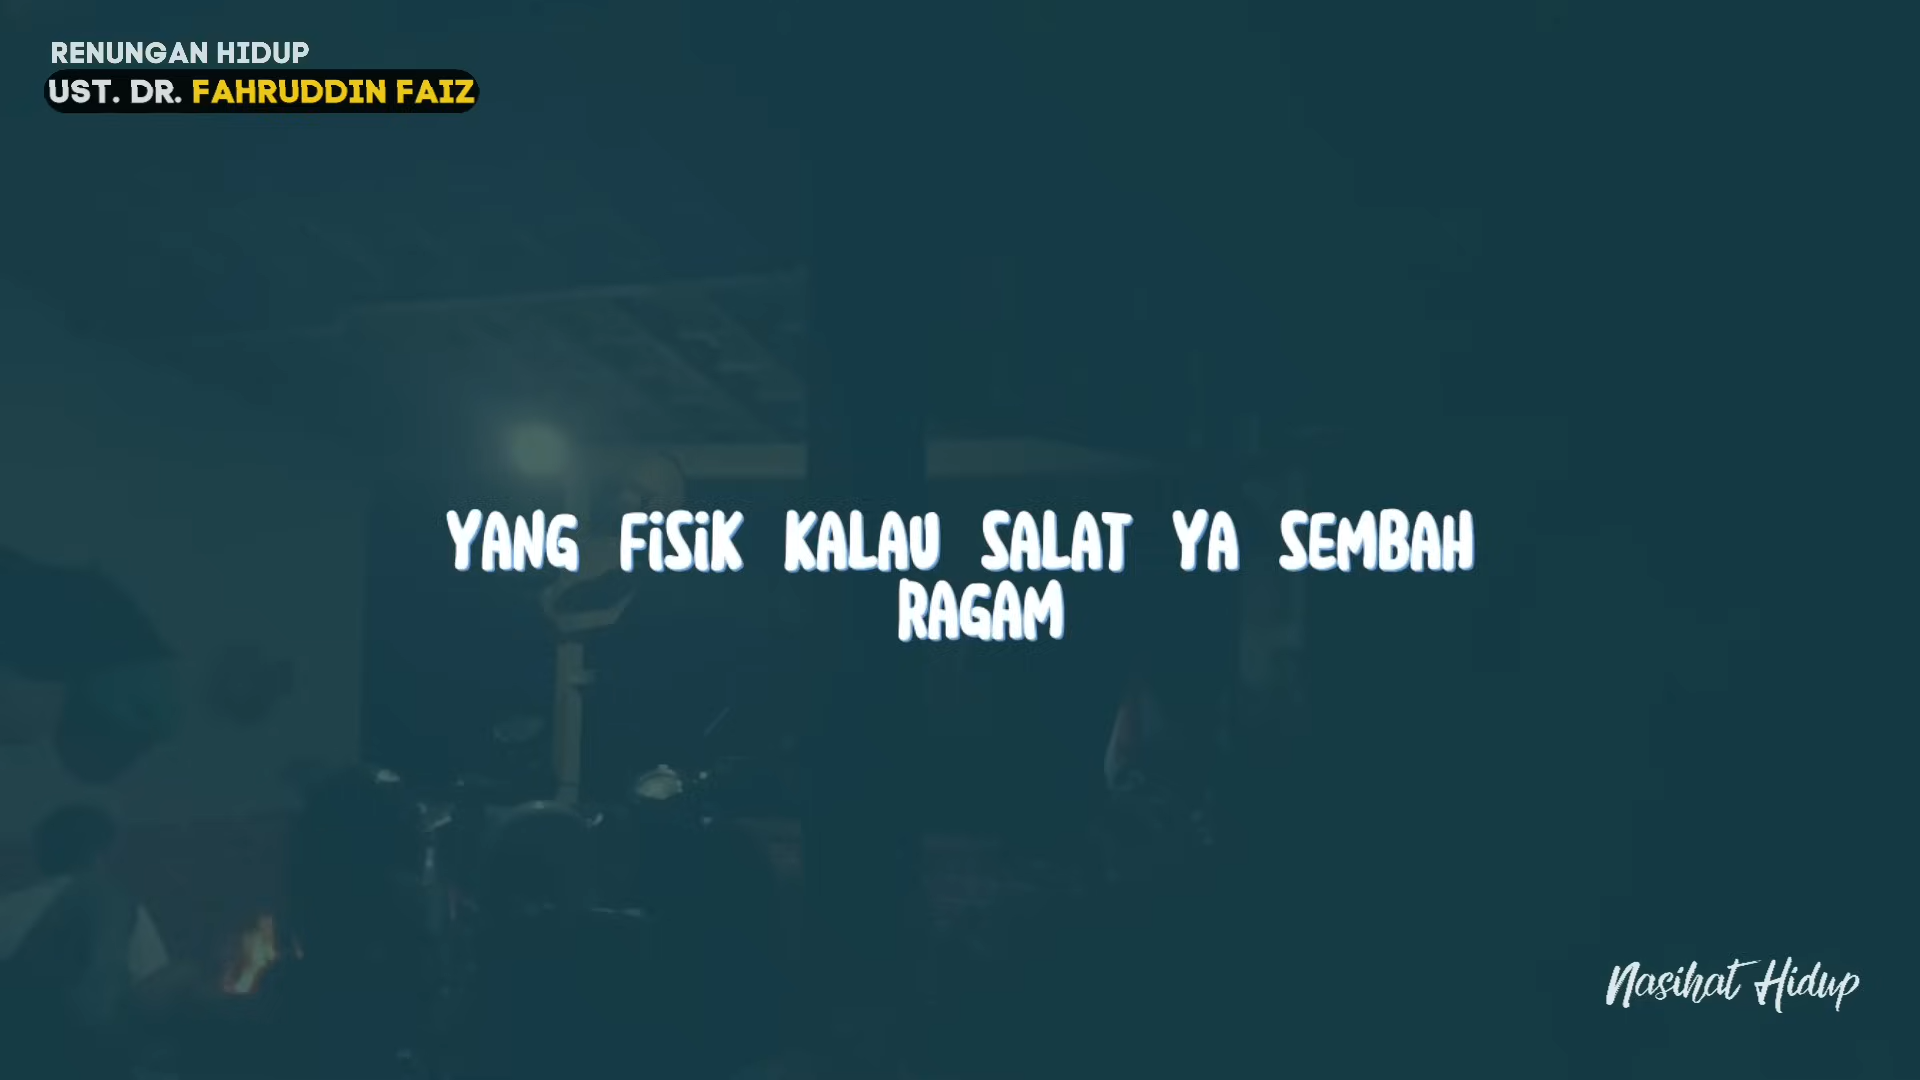 RENUNGAN HIDUP
UST. DR. FAHRUDDIN FAIZ
YANG FISIK KALAU SALAT YA SEMBAH
RAGAM
Nasihat Hidup